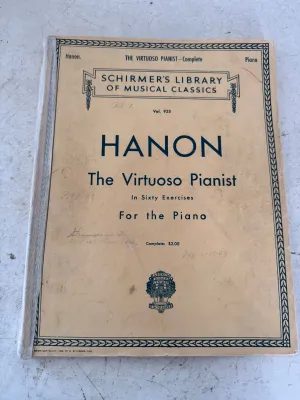 Hanon. THE VIRTUOSO PIANIST—Complete Piano
SCHIRMER'S LIBRARY
OF MUSICAL CLASSICS
Vol. 925
HANON
The Virtuoso Pianist
In Sixty Exercises
For the Piano
Complete: $2.00